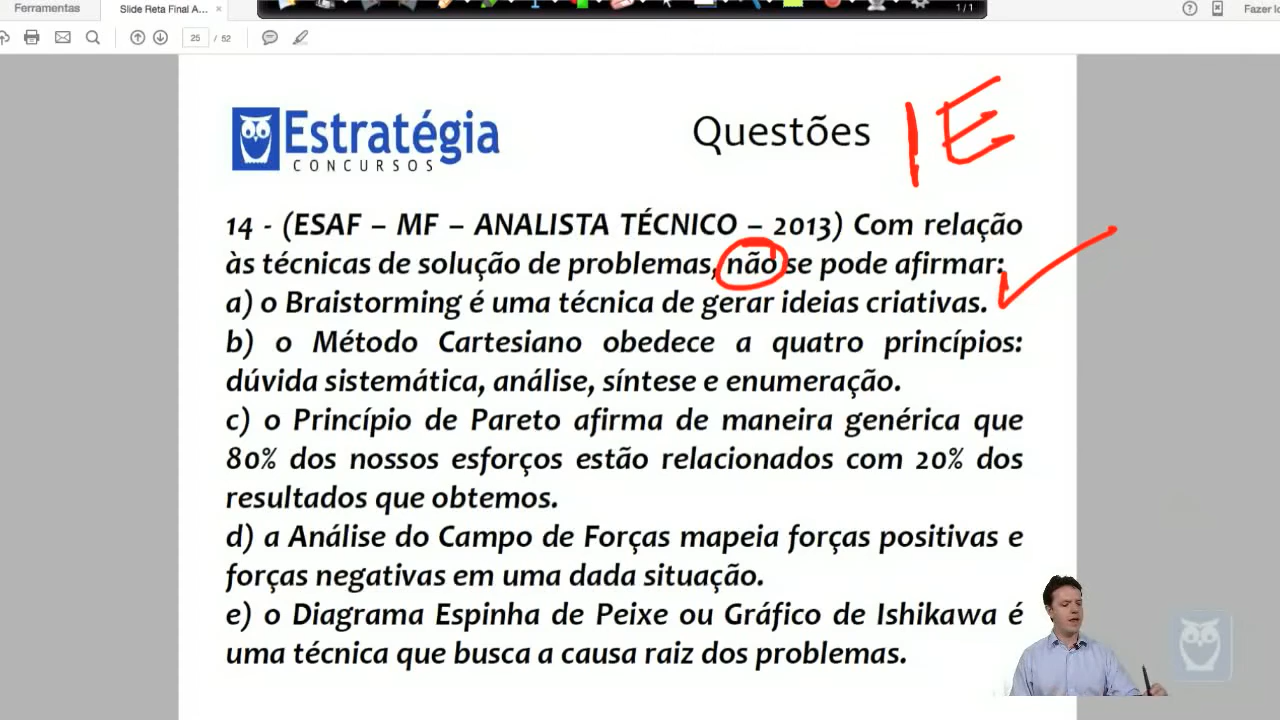 Ferramentas
Slide Reta Final A... ×
1 / 1
Fazer lo
25 / 52
Estratégia
CONCURSOS
Questões 1E
14 - (ESAF – MF – ANALISTA TÉCNICO – 2013) Com relação
às técnicas de solução de problemas, não se pode afirmar:
a) o Braistorming é uma técnica de gerar ideias criativas.
b) o Método Cartesiano obedece a quatro princípios:
dúvida sistemática, análise, síntese e enumeração.
c) o Princípio de Pareto afirma de maneira genérica que
80% dos nossos esforços estão relacionados com 20% dos
resultados que obtemos.
d) a Análise do Campo de Forças mapeia forças positivas e
forças negativas em uma dada situação.
e) o Diagrama Espinha de Peixe ou Gráfico de Ishikawa é
uma técnica que busca a causa raiz dos problemas.